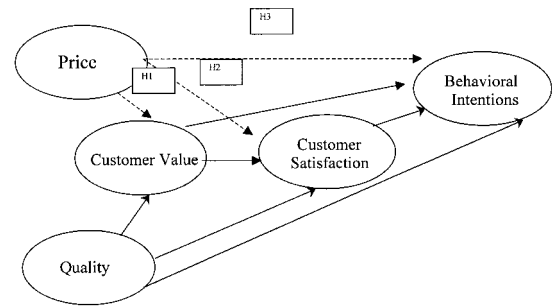 H3
Price
H2
H1
Behavioral
Intentions
Customer Value
Customer
Satisfaction
Quality